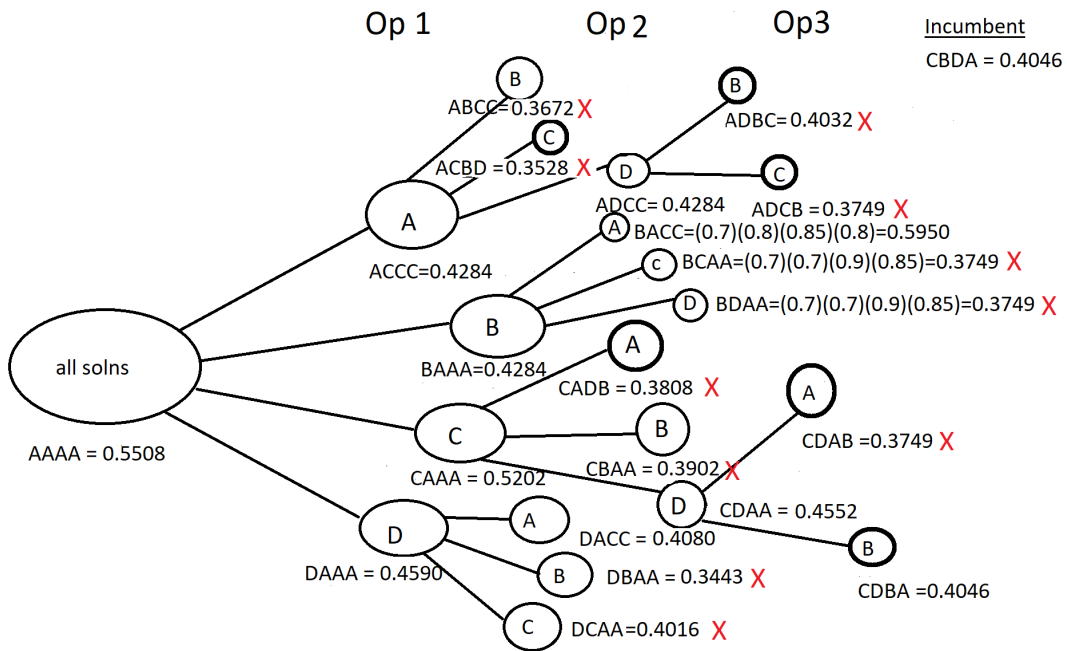 Op 1
Op 2
Op3
Incumbent
CBDA = 0.4046
B
ABCC=0.3672 X
C
ACBD = 0.3528 X
A
ACCC=0.4284
B
ADBC = 0.4032 X
D
ADCC = 0.4284
C
ADCB = 0.3749 X
A
BACC=(0.7)(0.8)(0.85)(0.8)=0.5950
c
BCAA=(0.7)(0.7)(0.9)(0.85)=0.3749 X
D
BDAA=(0.7)(0.7)(0.9)(0.85)=0.3749 X
B
BAAA=0.4284
all solns
AAAA = 0.5508
A
CADB = 0.3808 X
C
CAAA = 0.5202
B
CBAA = 0.3902 X
A
CDAB = 0.3749 X
D
CDAA = 0.4552
B
CDBA = 0.4046
D
DAAA = 0.4590
A
DACC = 0.4080
B
DBAA = 0.3443 X
C
DCAA=0.4016 X